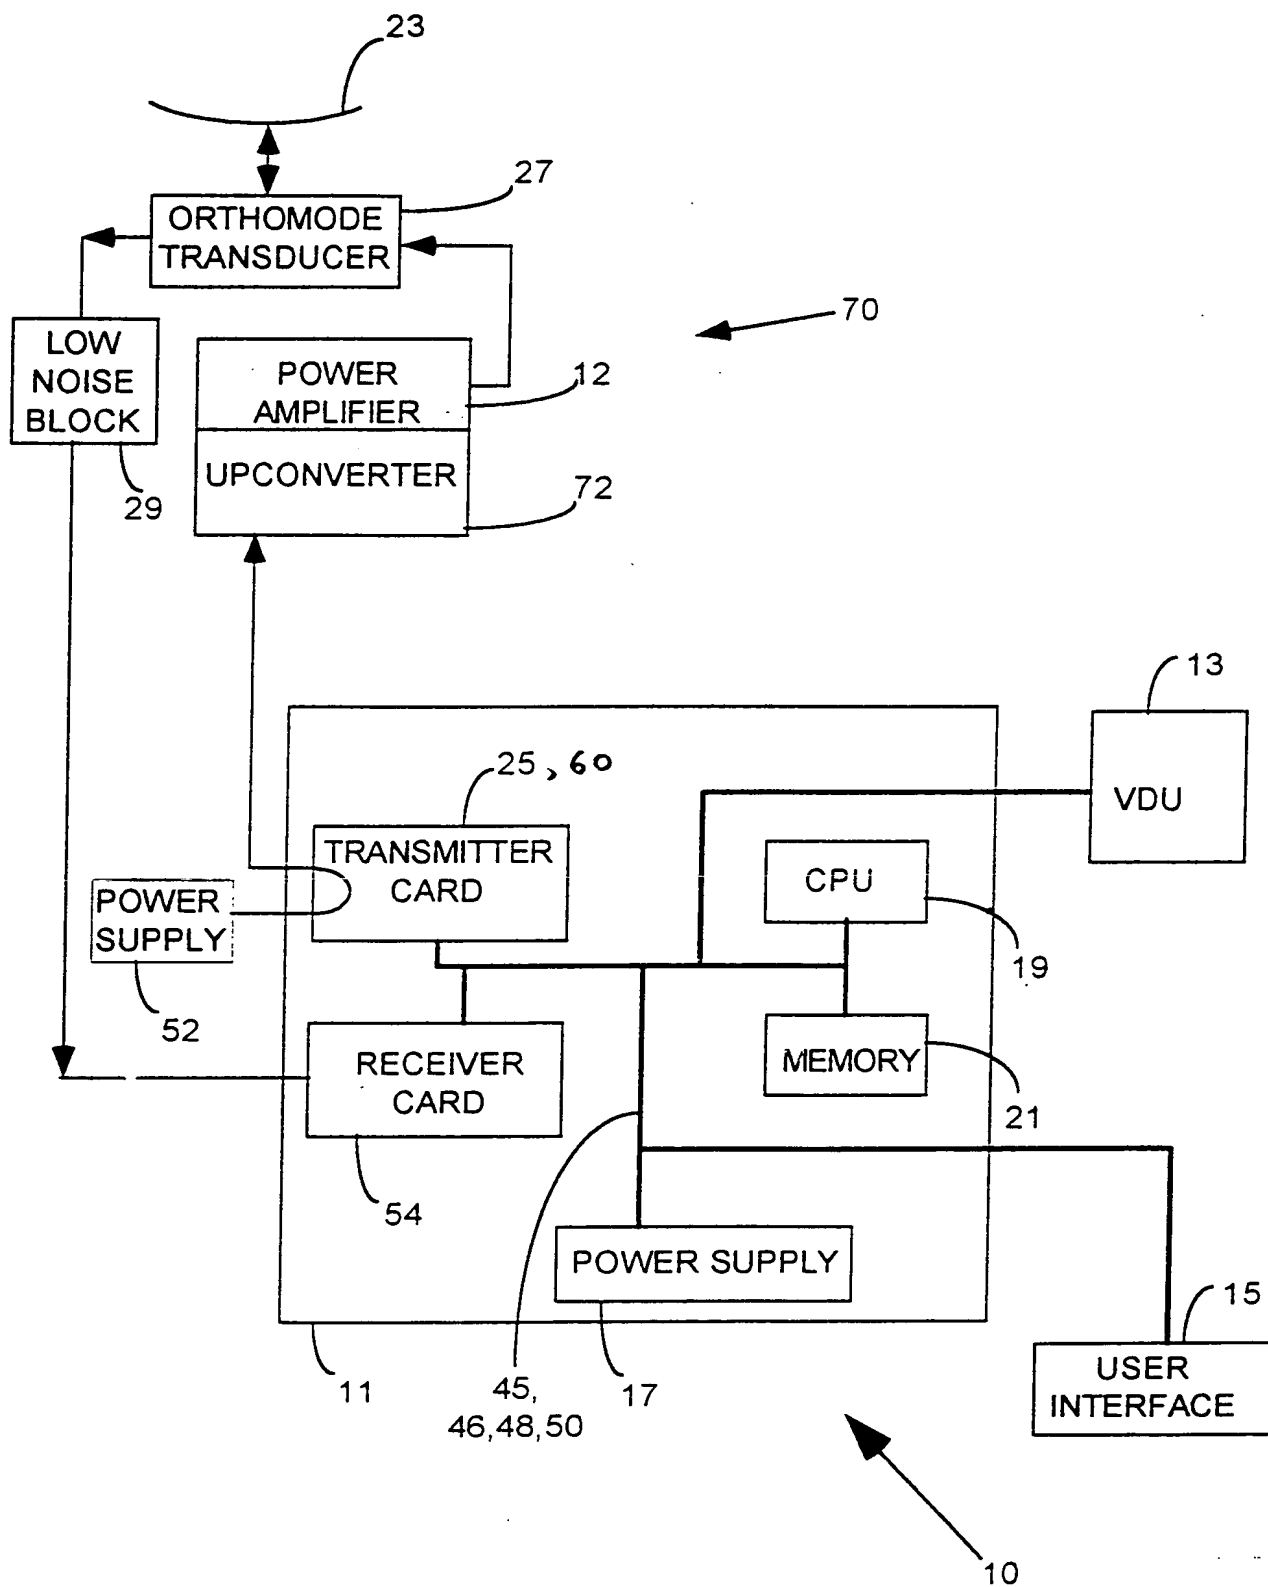 23
27
ORTHOMODE
TRANSDUCER
70
LOW
NOISE
BLOCK
POWER
AMPLIFIER
12
UPCONVERTER
72
29
13
VDU
25, 60
TRANSMITTER
CARD
CPU
POWER
SUPPLY
19
52
RECEIVER
CARD
MEMORY
21
54
POWER SUPPLY
15
11
45,
46,48,50
17
USER
INTERFACE
10